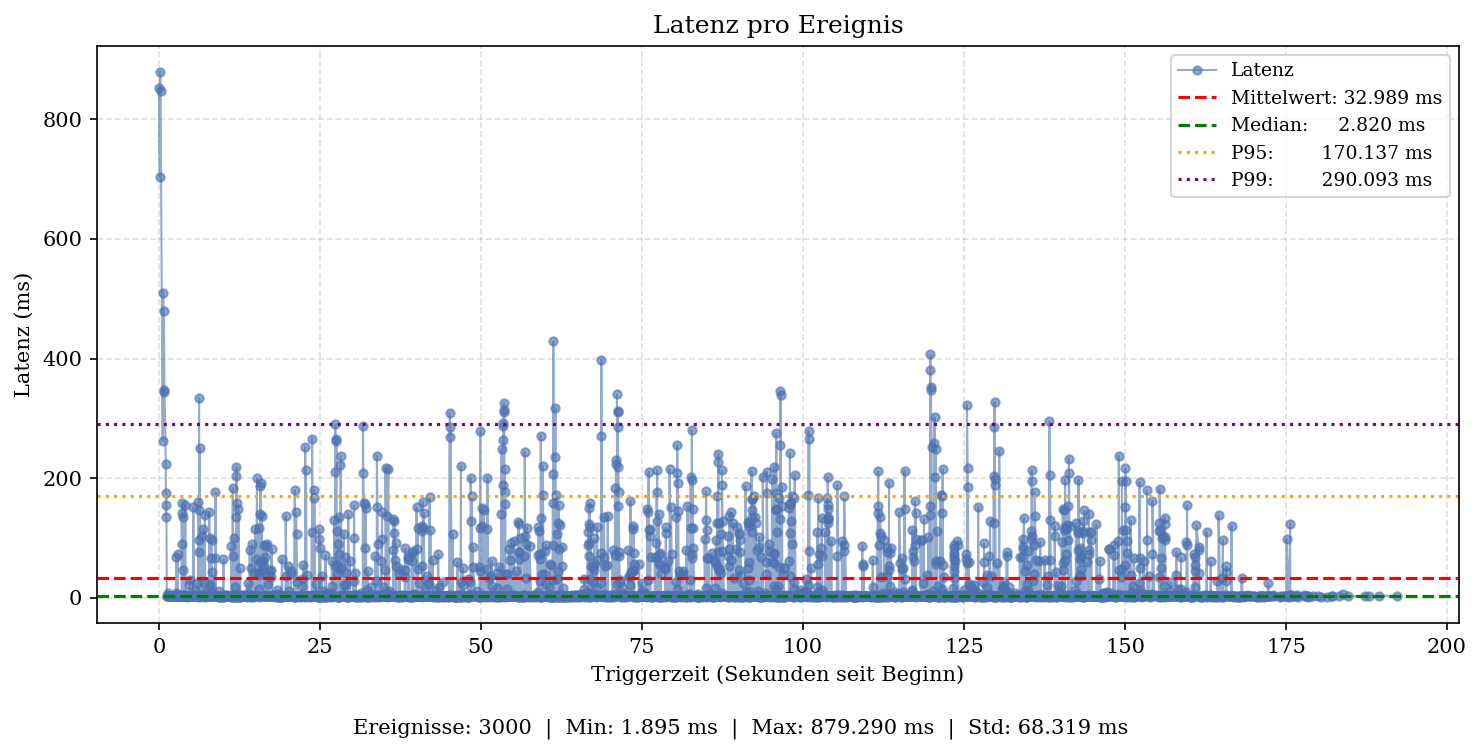 Latenz pro Ereignis
Latenz
Mittelwert: 32.989 ms
Median: 2.820 ms
P95: 170.137 ms
P99: 290.093 ms
Latenz (ms)
800
600
400
200
0
0 25 50 75 100 125 150 175 200
Triggerzeit (Sekunden seit Beginn)
Ereignisse: 3000 | Min: 1.895 ms | Max: 879.290 ms | Std: 68.319 ms